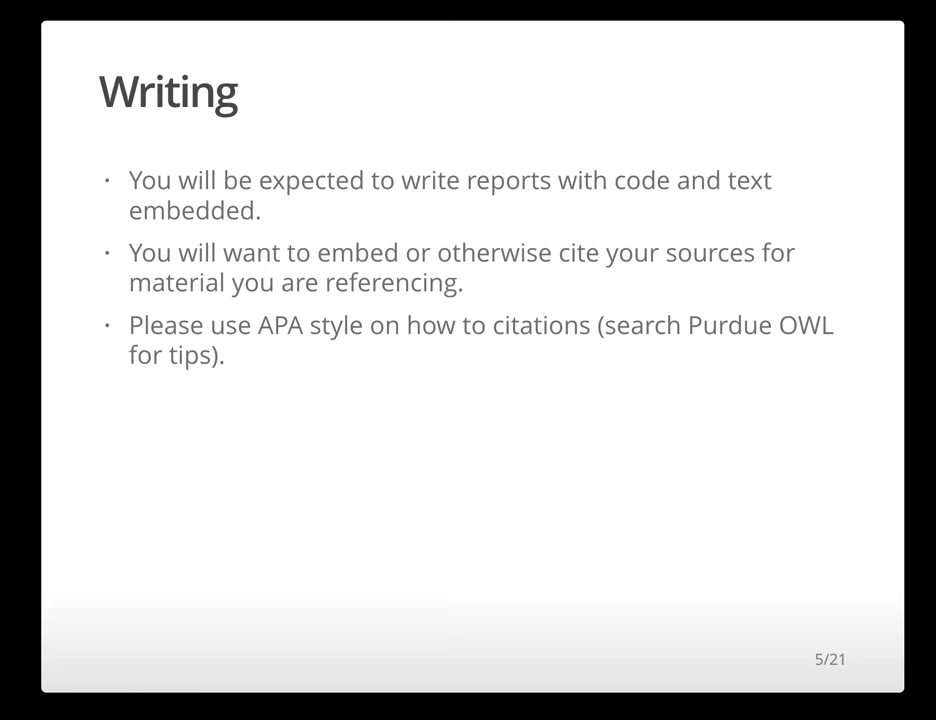 Writing
· You will be expected to write reports with code and text
embedded.
· You will want to embed or otherwise cite your sources for
material you are referencing.
· Please use APA style on how to citations (search Purdue OWL
for tips).
5/21